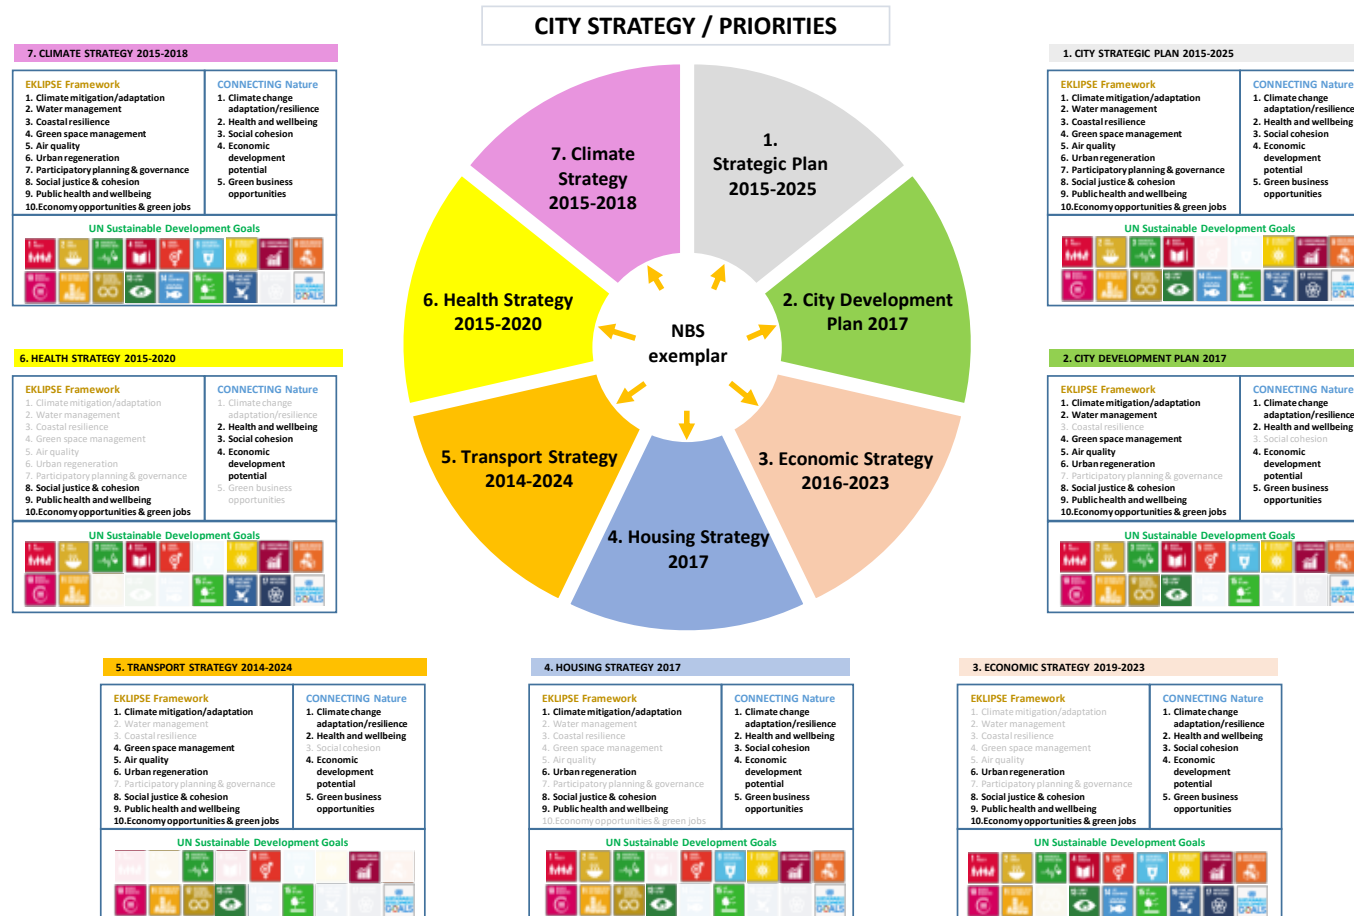 CITY STRATEGY / PRIORITIES
7. CLIMATE STRATEGY 2015-2018
EKLIPSE Framework
1. Climate mitigation/adaptation
2. Water management
3. Coastal resilience
4. Green space management
5. Air quality
6. Urban regeneration
7. Participatory planning & governance
8. Social justice & cohesion
9. Public health and wellbeing
10.Economy opportunities & green jobs
CONNECTING Nature
1. Climate change
adaptation/resilience
2. Health and wellbeing
3. Social cohesion
4. Economic
development
potential
5. Green business
opportunities
UN Sustainable Development Goals
1. CITY STRATEGIC PLAN 2015-2025
EKLIPSE Framework
1. Climate mitigation/adaptation
2. Water management
3. Coastal resilience
4. Green space management
5. Air quality
6. Urban regeneration
7. Participatory planning & governance
8. Social justice & cohesion
9. Public health and wellbeing
10.Economy opportunities & green jobs
CONNECTING Nature
1. Climate change
adaptation/resilience
2. Health and wellbeing
3. Social cohesion
4. Economic
development
potential
5. Green business
opportunities
UN Sustainable Development Goals
7. Climate
Strategy
2015-2018
1.
Strategic Plan
2015-2025
6. Health Strategy
2015-2020
2. City Development
Plan 2017
NBS
exemplar
5. Transport Strategy
2014-2024
3. Economic Strategy
2016-2023
4. Housing Strategy
2017
6. HEALTH STRATEGY 2015-2020
EKLIPSE Framework
1. Climate mitigation/adaptation
2. Water management
3. Coastal resilience
4. Green space management
5. Air quality
6. Urban regeneration
7. Participatory planning & governance
8. Social justice & cohesion
9. Public health and wellbeing
10.Economy opportunities & green jobs
CONNECTING Nature
1. Climate change
adaptation/resilience
2. Health and wellbeing
3. Social cohesion
4. Economic
development
potential
5. Green business
opportunities
UN Sustainable Development Goals
2. CITY DEVELOPMENT PLAN 2017
EKLIPSE Framework
1. Climate mitigation/adaptation
2. Water management
3. Coastal resilience
4. Green space management
5. Air quality
6. Urban regeneration
7. Participatory planning & governance
8. Social justice & cohesion
9. Public health and wellbeing
10.Economy opportunities & green jobs
CONNECTING Nature
1. Climate change
adaptation/resilience
2. Health and wellbeing
3. Social cohesion
4. Economic
development
potential
5. Green business
opportunities
UN Sustainable Development Goals
5. TRANSPORT STRATEGY 2014-2024
EKLIPSE Framework
1. Climate mitigation/adaptation
2. Water management
3. Coastal resilience
4. Green space management
5. Air quality
6. Urban regeneration
7. Participatory planning & governance
8. Social justice & cohesion
9. Public health and wellbeing
10.Economy opportunities & green jobs
CONNECTING Nature
1. Climate change
adaptation/resilience
2. Health and wellbeing
3. Social cohesion
4. Economic
development
potential
5. Green business
opportunities
UN Sustainable Development Goals
4. HOUSING STRATEGY 2017
EKLIPSE Framework
1. Climate mitigation/adaptation
2. Water management
3. Coastal resilience
4. Green space management
5. Air quality
6. Urban regeneration
7. Participatory planning & governance
8. Social justice & cohesion
9. Public health and wellbeing
10.Economy opportunities & green jobs
CONNECTING Nature
1. Climate change
adaptation/resilience
2. Health and wellbeing
3. Social cohesion
4. Economic
development
potential
5. Green business
opportunities
UN Sustainable Development Goals
3. ECONOMIC STRATEGY 2019-2023
EKLIPSE Framework
1. Climate mitigation/adaptation
2. Water management
3. Coastal resilience
4. Green space management
5. Air quality
6. Urban regeneration
7. Participatory planning & governance
8. Social justice & cohesion
9. Public health and wellbeing
10.Economy opportunities & green jobs
CONNECTING Nature
1. Climate change
adaptation/resilience
2. Health and wellbeing
3. Social cohesion
4. Economic
development
potential
5. Green business
opportunities
UN Sustainable Development Goals